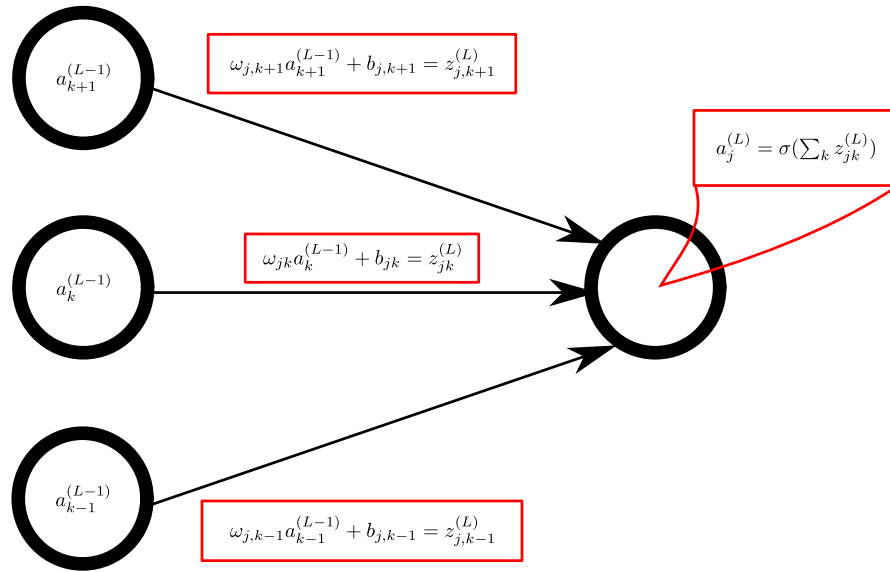 a_{k+1}^{(L-1)}
ω_{j,k+1}a_{k+1}^{(L-1)} + b_{j,k+1} = z_{j,k+1}^{(L)}
a_j^{(L)} = σ(∑_k z_{jk}^{(L)})
a_k^{(L-1)}
ω_{jk}a_k^{(L-1)} + b_{jk} = z_{jk}^{(L)}
a_{k-1}^{(L-1)}
ω_{j,k-1}a_{k-1}^{(L-1)} + b_{j,k-1} = z_{j,k-1}^{(L)}